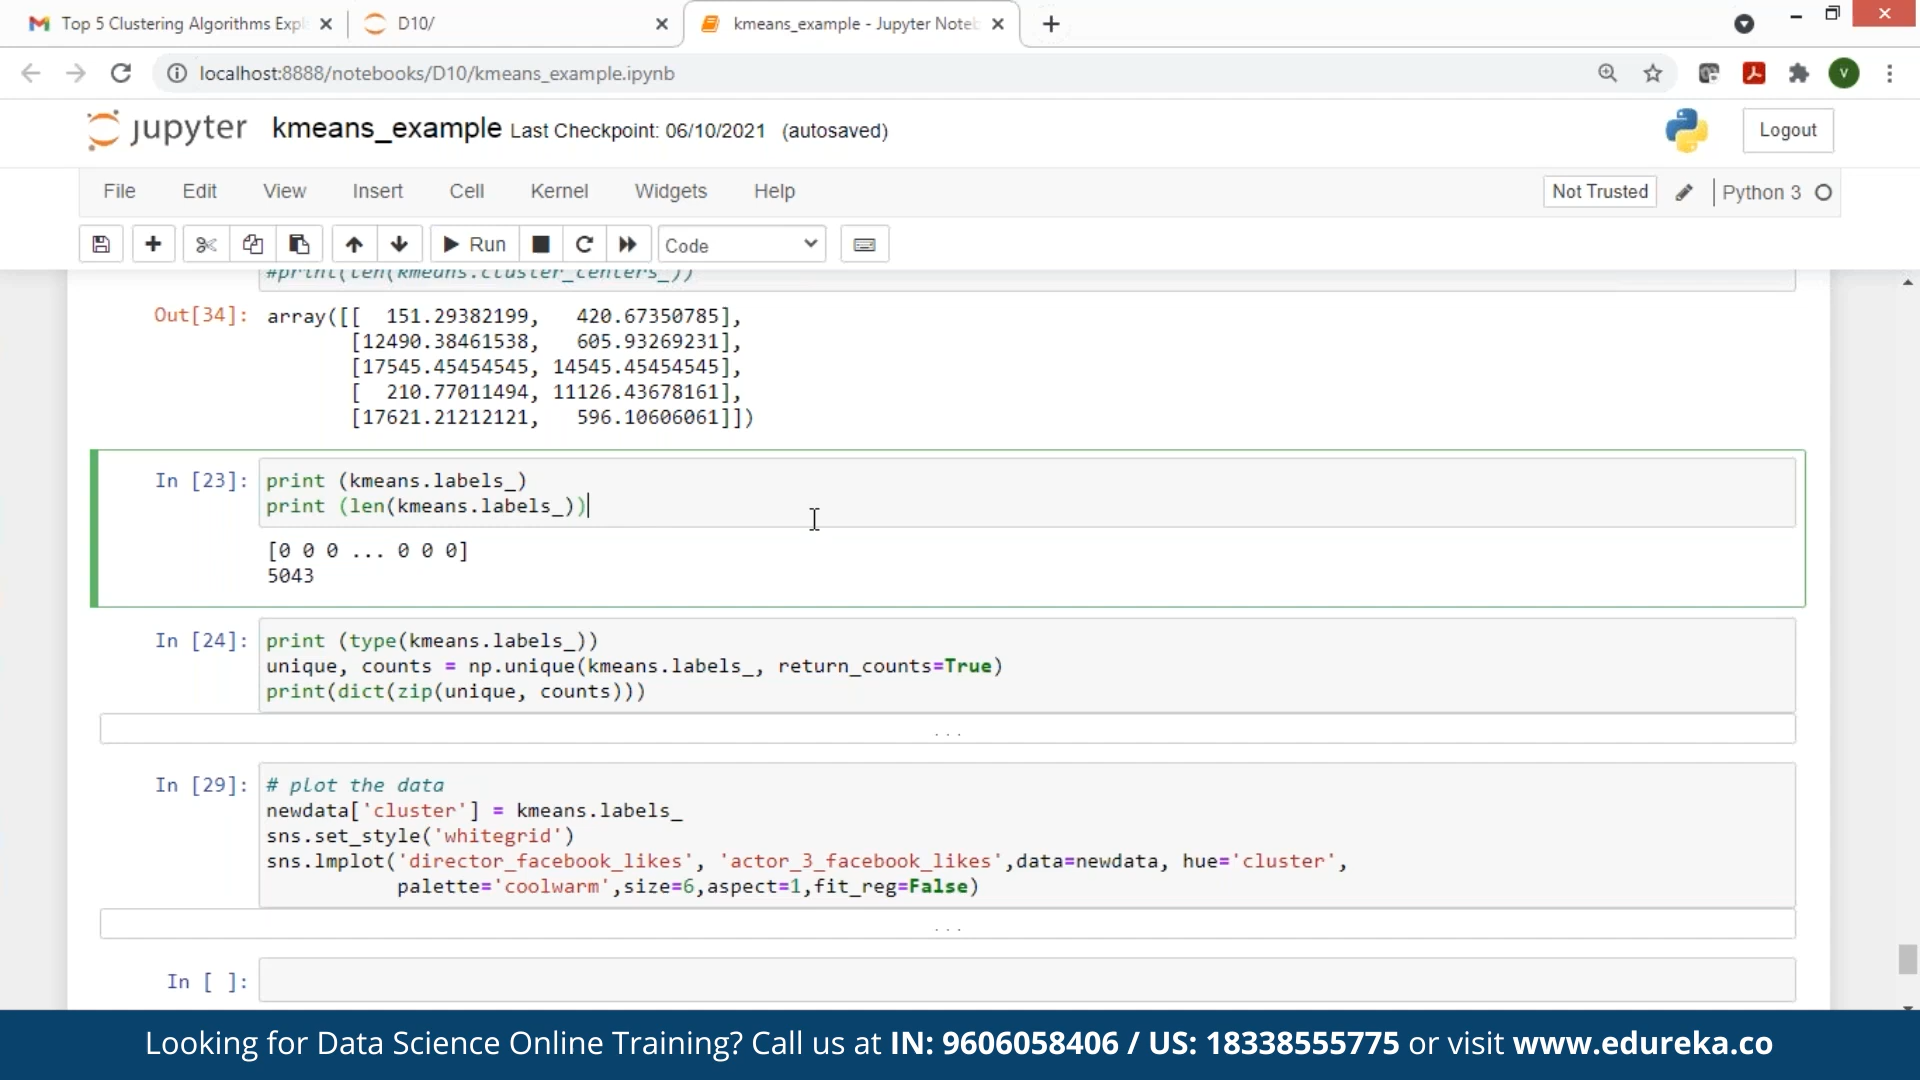 Top 5 Clustering Algorithms Expl
D10/
kmeans_example - Jupyter Noteb
localhost:8888/notebooks/D10/kmeans_example.ipynb
V
jupyter kmeans_example Last Checkpoint: 06/10/2021 (autosaved)
Logout
File Edit View Insert Cell Kernel Widgets Help
Not Trusted
Python 3
Run
Code
#print(len(kmeans.cluster_centers_))
Out[34]: array([[ 151.29382199, 420.67350785],
[12490.38461538, 605.93269231],
[17545.45454545, 14545.45454545],
[ 210.77011494, 11126.43678161],
[17621.21212121, 596.10606061]])
In [23]: print (kmeans.labels_)
print (len(kmeans.labels_))
[0 0 0 ... 0 0 0]
5043
In [24]: print (type(kmeans.labels_))
unique, counts = np.unique(kmeans.labels_, return_counts=True)
print(dict(zip(unique, counts)))
...
In [29]: # plot the data
newdata['cluster'] = kmeans.labels_
sns.set_style('whitegrid')
sns.lmplot('director_facebook_likes', 'actor_3_facebook_likes',data=newdata, hue='cluster',
palette='coolwarm',size=6,aspect=1,fit_reg=False)
...
In [ ]:
Looking for Data Science Online Training? Call us at IN: 9606058406 / US: 18338555775 or visit www.edureka.co